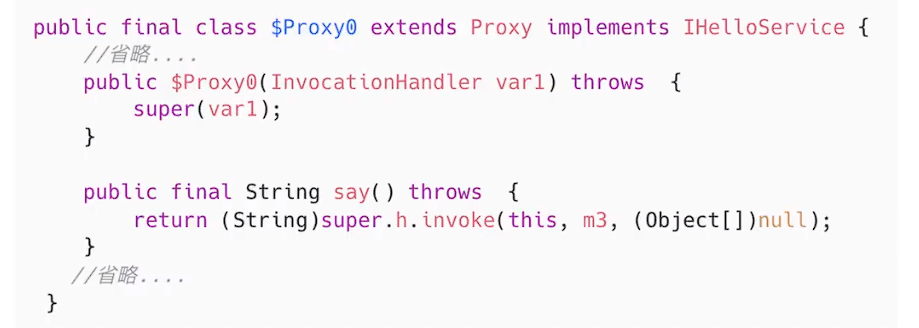 public final class $Proxy0 extends Proxy implements IHelloService {
//省略....
public $Proxy0(InvocationHandler var1) throws  {
super(var1);
}
public final String say() throws  {
return (String)super.h.invoke(this, m3, (Object[])null);
}
//省略....
}